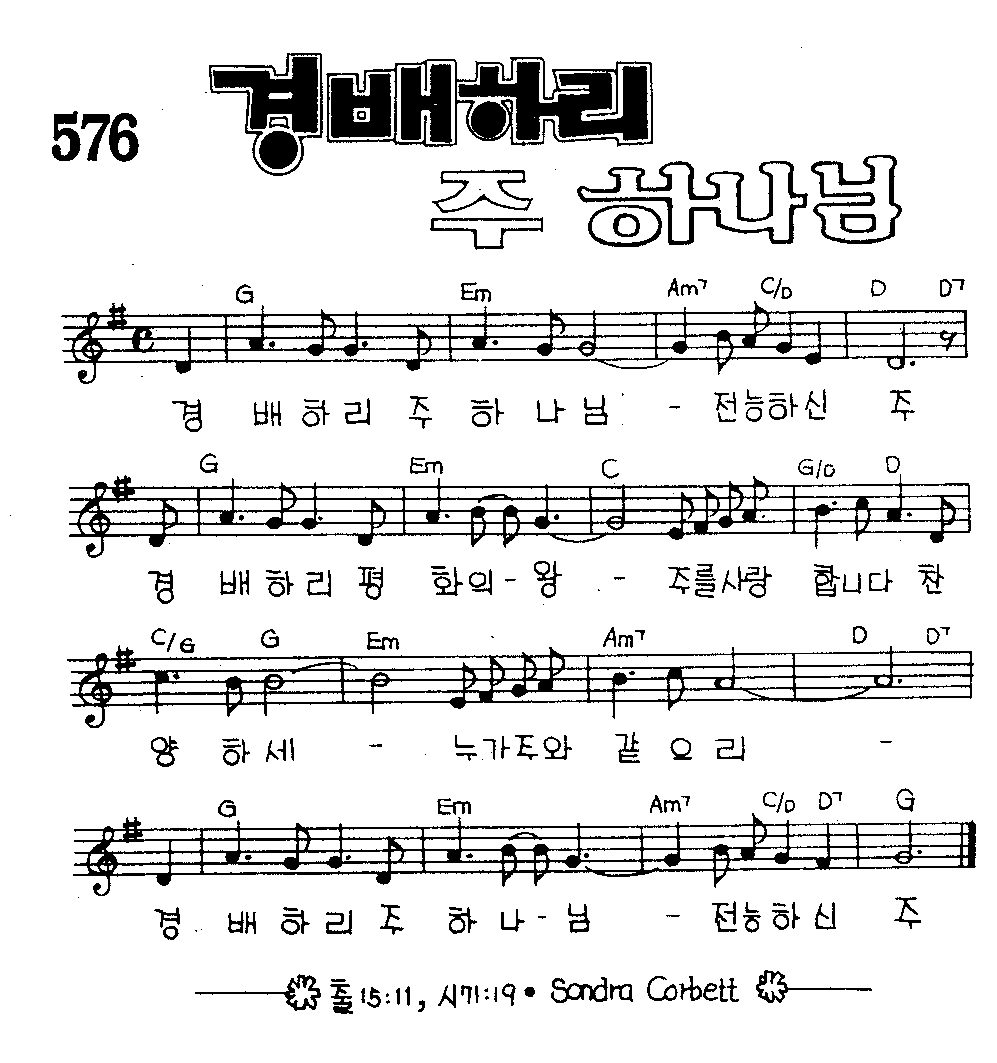 576
경배하리
주 하나님
G Em Am7 C/D D D7
경 배 하 리 주 하 나 님 - 전능하신 주
G Em C G/D D
경 배 하 리 평 화의 - 왕 - 주를사랑 합니다 찬
C/G G Em Am7 D D7
양 하 세 - 누가주와 같 으 리 -
G Em Am7 C/D D7 G
경 배 하 리 주 하 나 - 님 - 전능하신 주
출 15:11, 시71:19 • Sondra Corbett